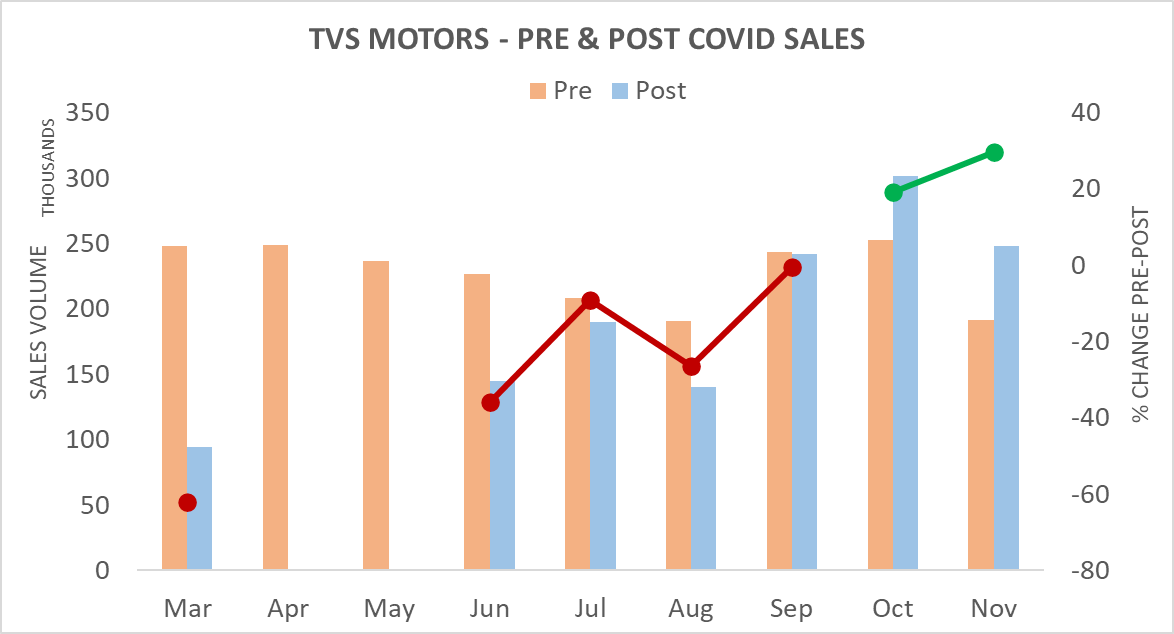 TVS MOTORS - PRE & POST COVID SALES
Pre Post
350
300
250
200
150
100
50
0
THOUSANDS
SALES VOLUME
40
20
0
-20
-40
-60
-80
% CHANGE PRE-POST
Mar Apr May Jun Jul Aug Sep Oct Nov